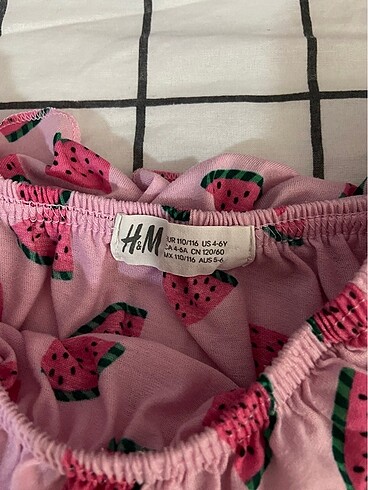 H&M
EUR 110/116 US 4-6Y
CA 4-6A CN 120/60
MX 110/116 AUS 5-6